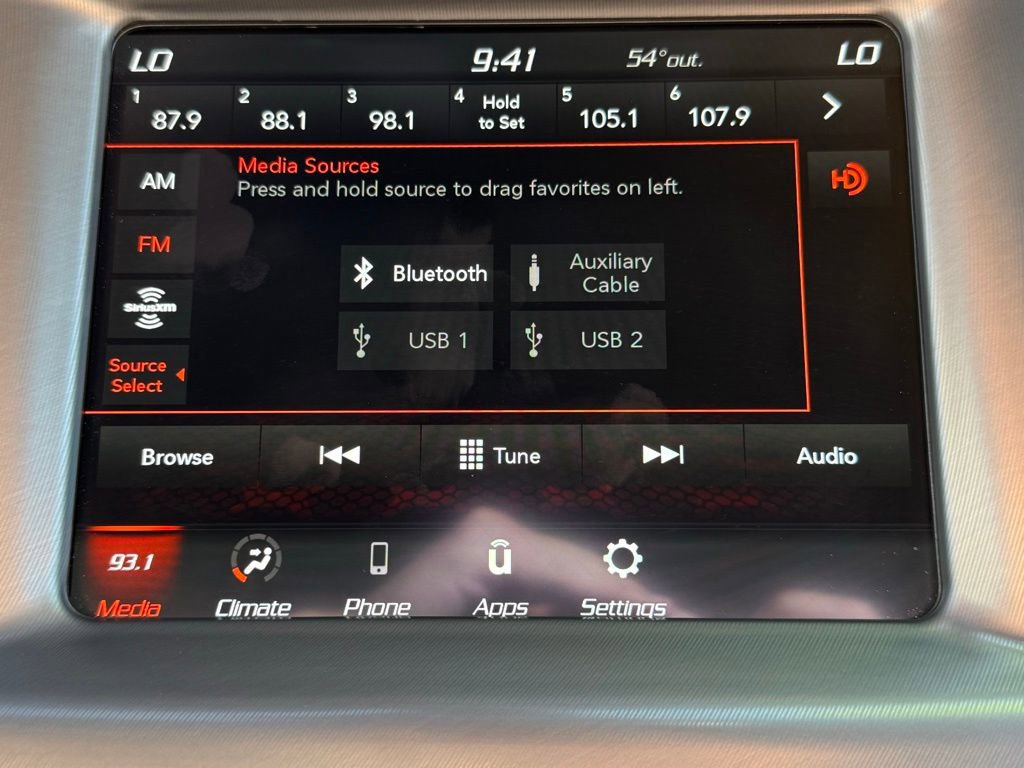 LO 9:41 54°out. LO
1 87.9 2 88.1 3 98.1 4 Hold to Set 5 105.1 6 107.9
Media Sources
Press and hold source to drag favorites on left.
AM
HD
FM
Bluetooth
Auxiliary
Cable
SiriusXM
USB 1
USB 2
Source
Select
Browse Tune Audio
93.1
Media Climate Phone Apps Settings